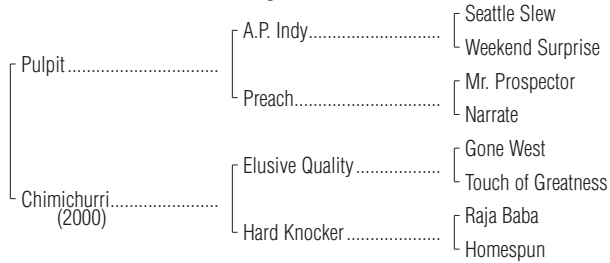 Seattle Slew
A.P. Indy
Weekend Surprise
Pulpit
Mr. Prospector
Preach
Narrate
Gone West
Elusive Quality
Touch of Greatness
Chimichurri
(2000)
Raja Baba
Hard Knocker
Homespun